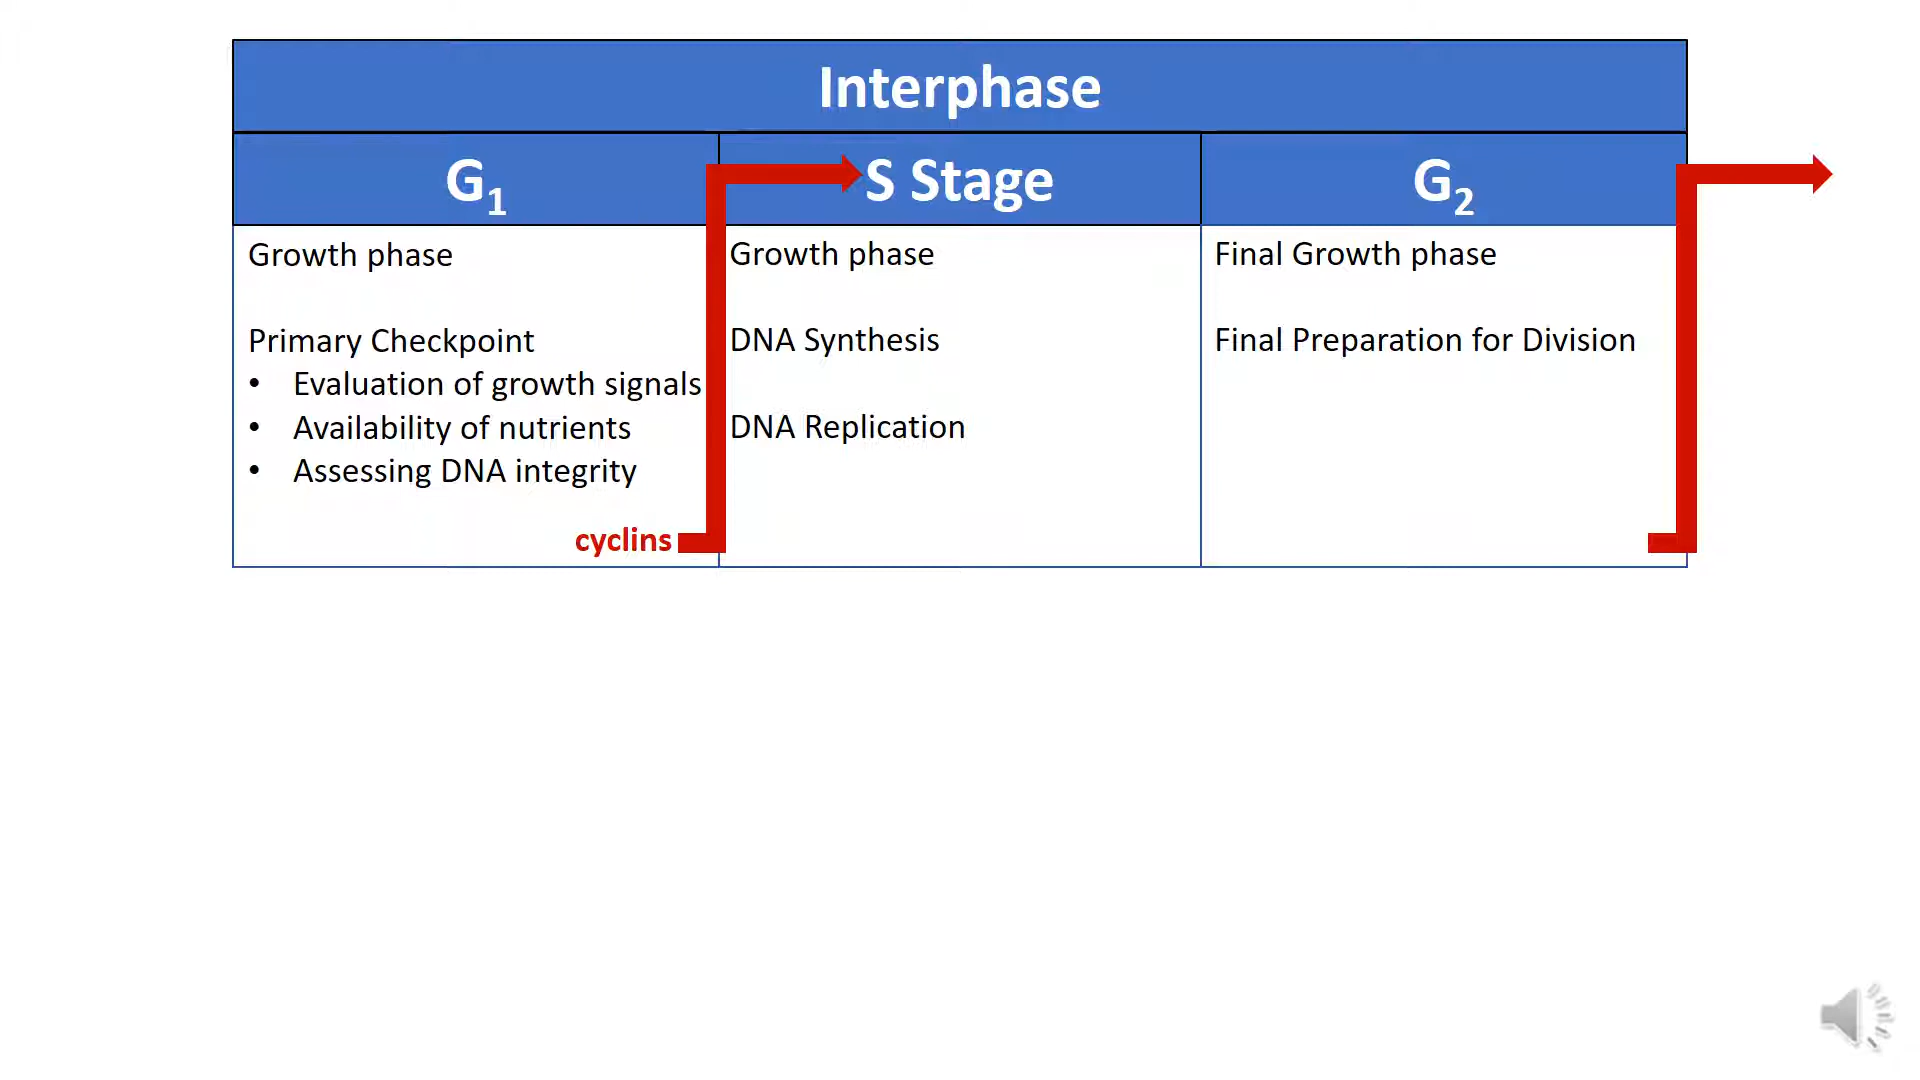 Interphase
G₁
S Stage
G₂
Growth phase
Primary Checkpoint
• Evaluation of growth signals
• Availability of nutrients
• Assessing DNA integrity
cyclins
Growth phase
DNA Synthesis
DNA Replication
Final Growth phase
Final Preparation for Division